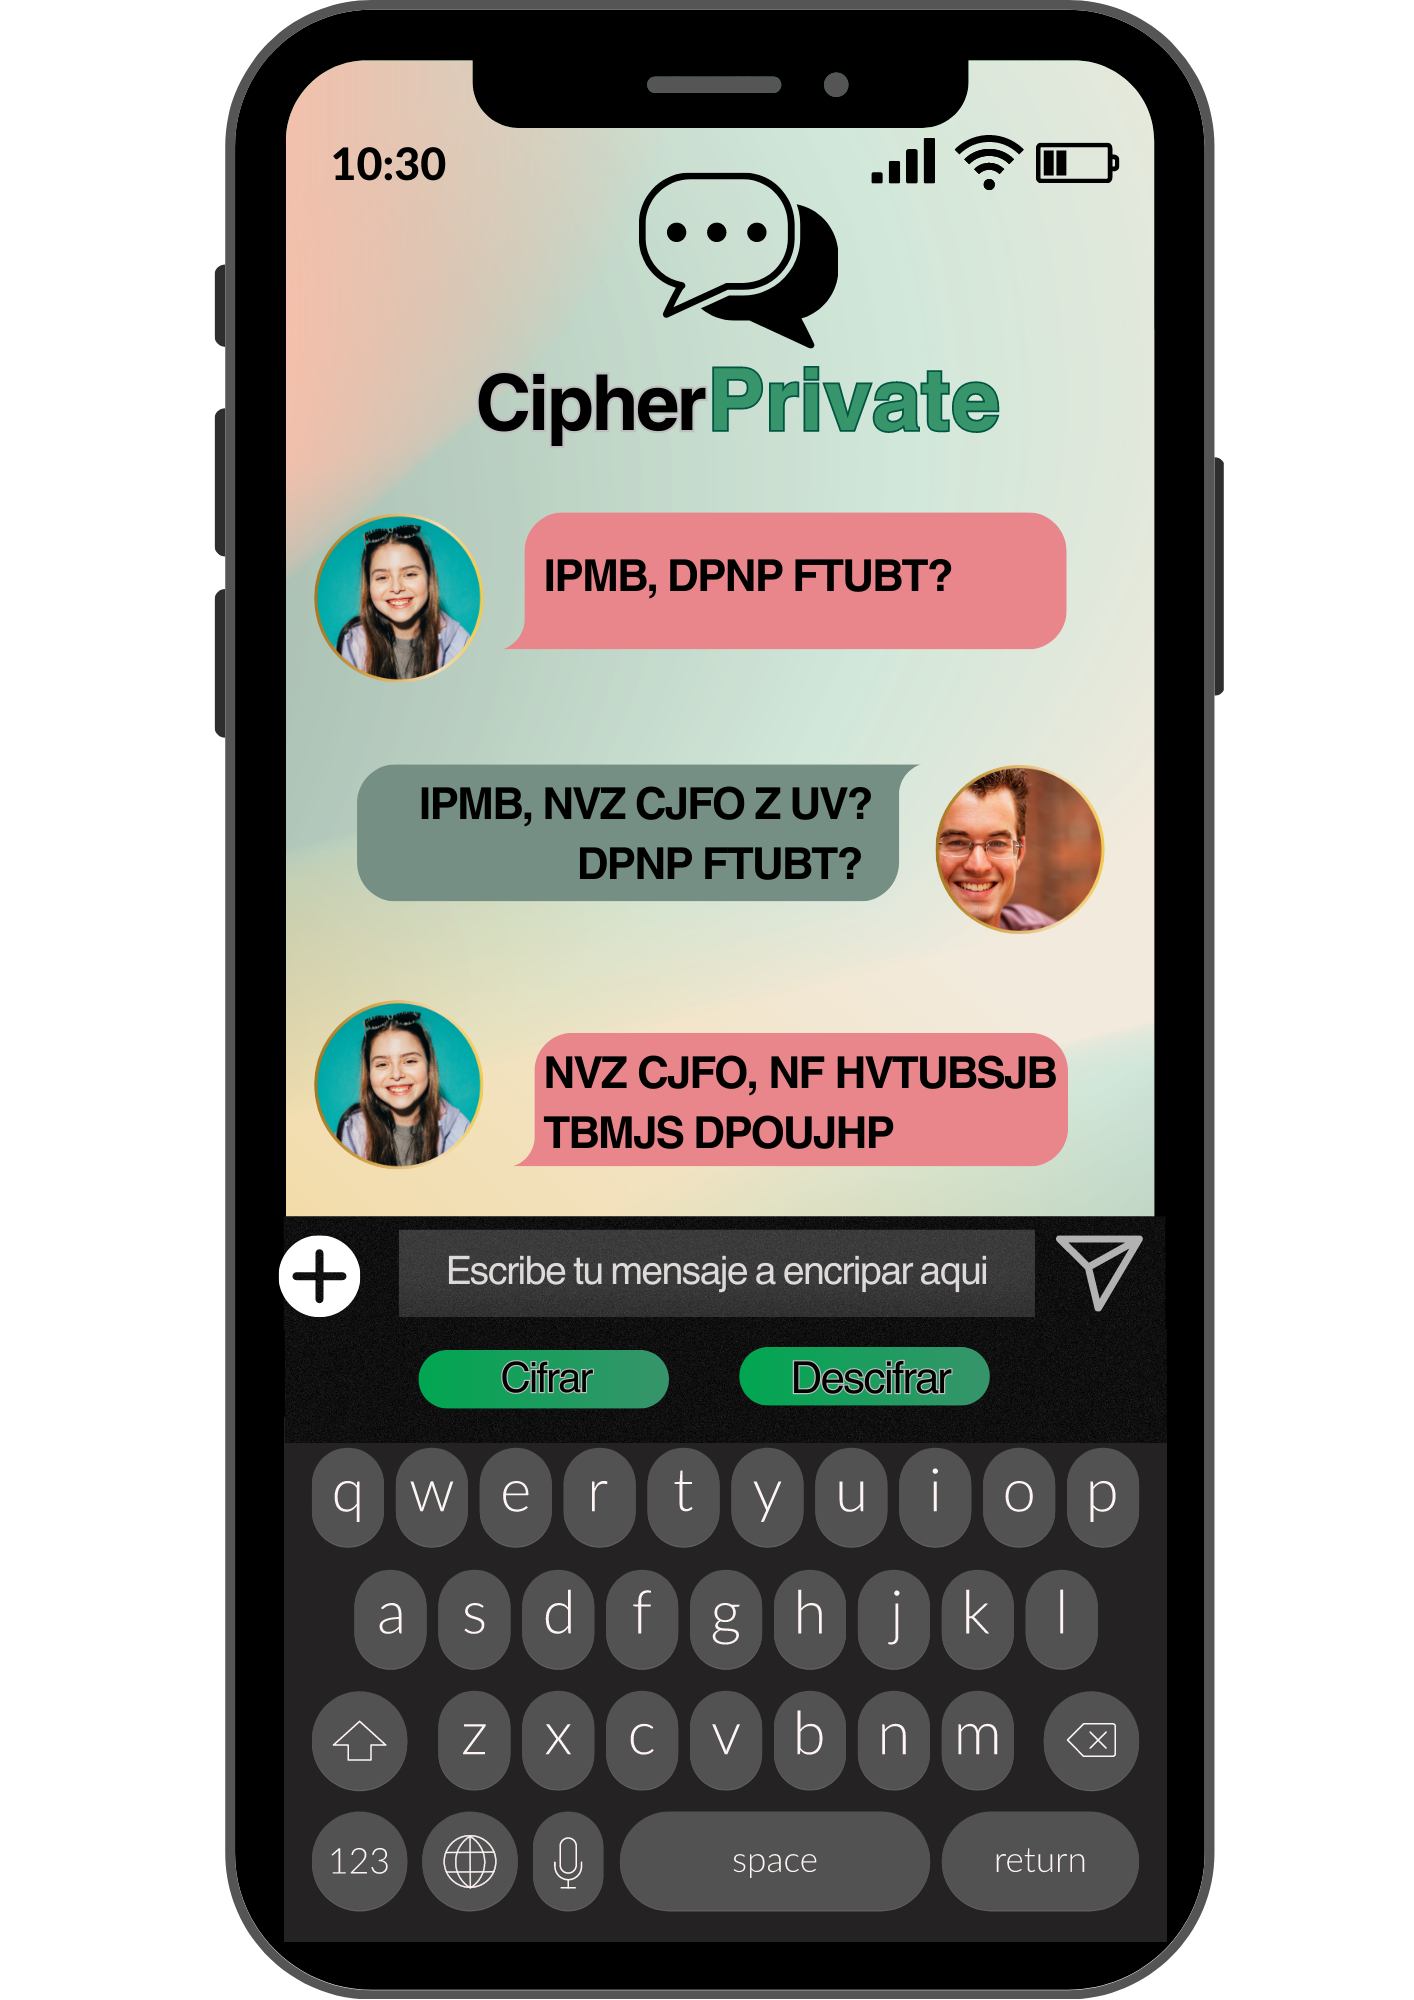 10:30
CipherPrivate
IPMB, DPNP FTUBT?
IPMB, NVZ CJFO Z UV?
DPNP FTUBT?
NVZ CJFO, NF HVTUBSJB
TBMJS DPOUJHP
Escribe tu mensaje a encripar aqui
Cifrar Descifrar
q w e r t y u i o p
a s d f g h j k l
z x c v b n m
123 space return